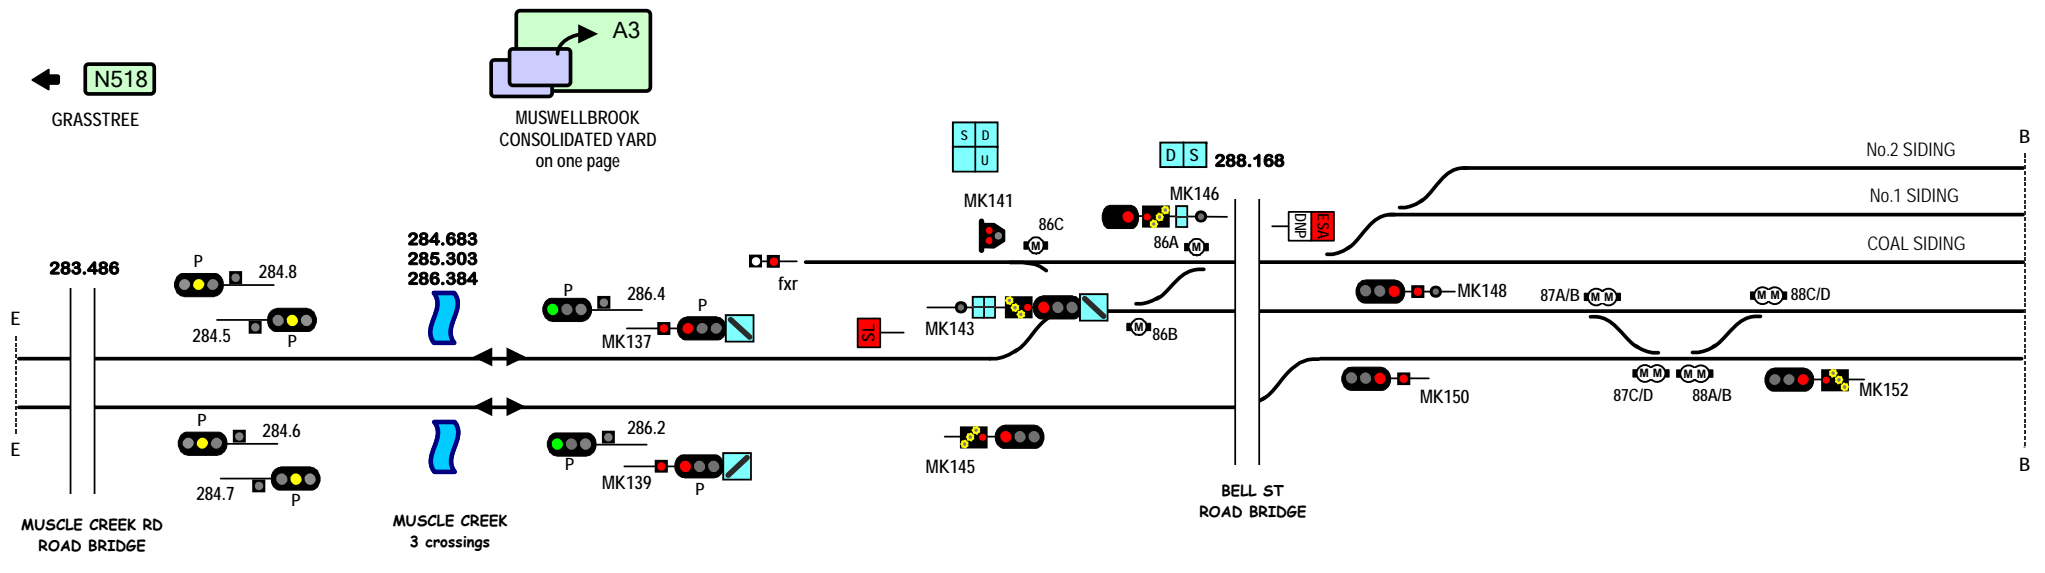 N518
GRASSTREE
A3
MUSWELLBROOK
CONSOLIDATED YARD
on one page
283.486
P
284.8
284.5
P
284.683
285.303
286.384
P
286.4
MK137
P
fxr
S D
U
MK141
86C
MK143
SL
D S
288.168
MK146
86A
M
M
M
86B
DNP
ESA
No.2 SIDING
No.1 SIDING
COAL SIDING
B
MK148
87A/B
M M
M M
88C/D
MK150
M M
M M
87C/D
88A/B
MK152
B
E
E
P
284.6
284.7
P
P
286.2
MK139
P
MK145
MUSCLE CREEK RD
ROAD BRIDGE
MUSCLE CREEK
3 crossings
BELL ST
ROAD BRIDGE